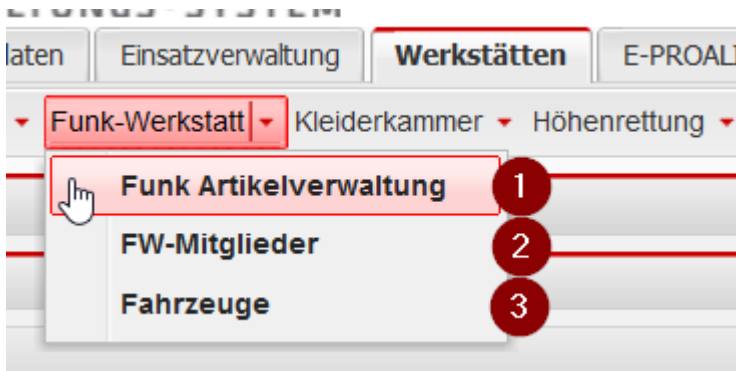 laten Einsatzverwaltung Werkstätten E-PROAL
Funk-Werkstatt Kleiderkammer Höhenrettung
Funk Artikelverwaltung 1
FW-Mitglieder 2
Fahrzeuge 3